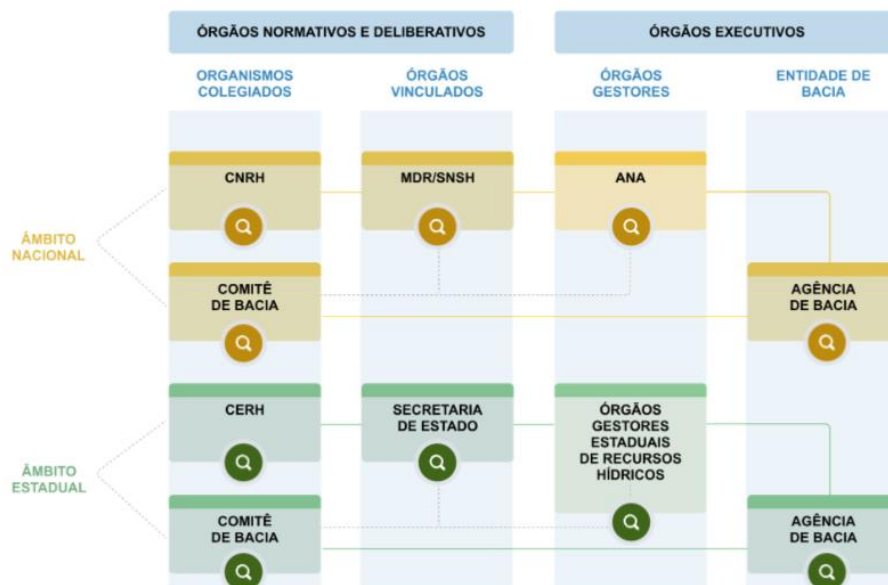 ÓRGÃOS NORMATIVOS E DELIBERATIVOS
ÓRGÃOS EXECUTIVOS
ORGANISMOS
COLEGIADOS
ÓRGÃOS
VINCULADOS
ÓRGÃOS
GESTORES
ENTIDADE DE
BACIA
ÂMBITO
NACIONAL
CNRH
MDR/SNSH
ANA
COMITÊ
DE BACIA
AGÊNCIA
DE BACIA
ÂMBITO
ESTADUAL
CERH
SECRETARIA
DE ESTADO
ÓRGÃOS
GESTORES
ESTADUAIS
DE RECURSOS
HÍDRICOS
COMITÊ
DE BACIA
AGÊNCIA
DE BACIA